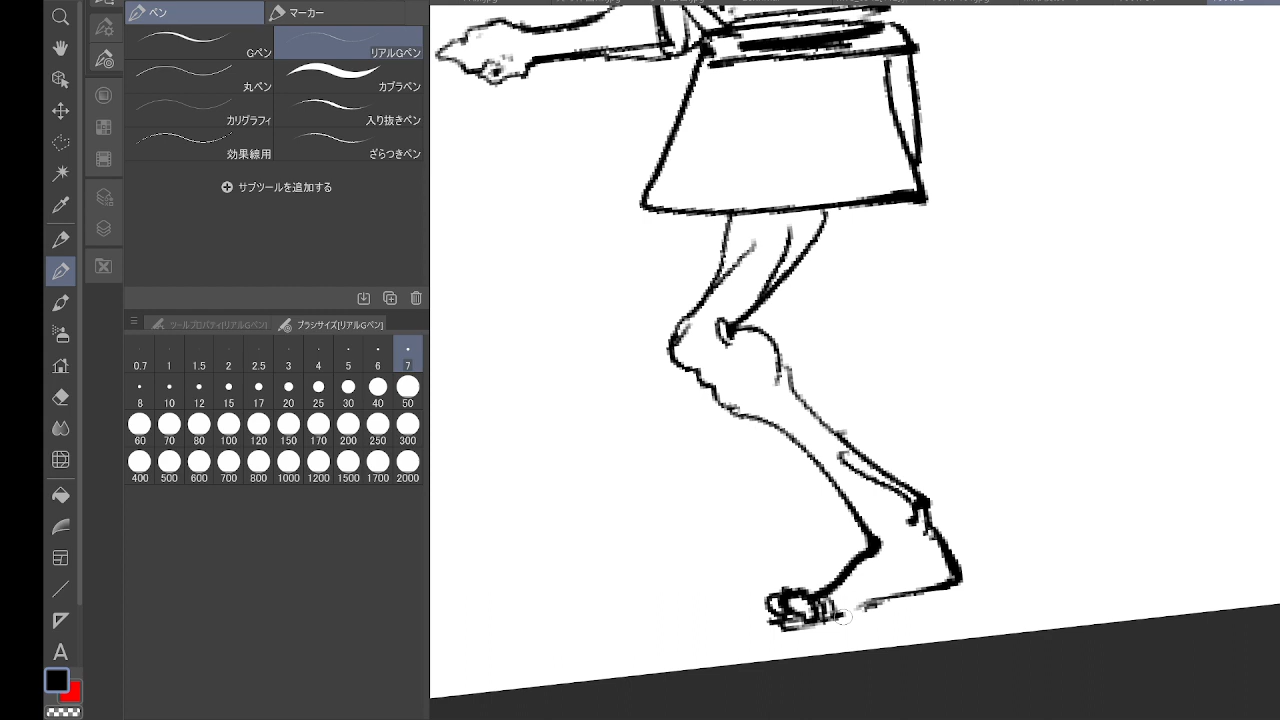 ペン マーカー
Gペン リアルGペン
丸ペン カブラペン
カリグラフィ 入り抜きペン
効果線用 ざらつきペン
サブツールを追加する
ツールプロパティ[リアルGペン] ブラシサイズ[リアルGペン]
0.7 1 1.5 2 2.5 3 4 5 6 7
8 10 12 15 17 20 25 30 40 50
60 70 80 100 120 150 170 200 250 300
400 500 600 700 800 1000 1200 1500 1700 2000